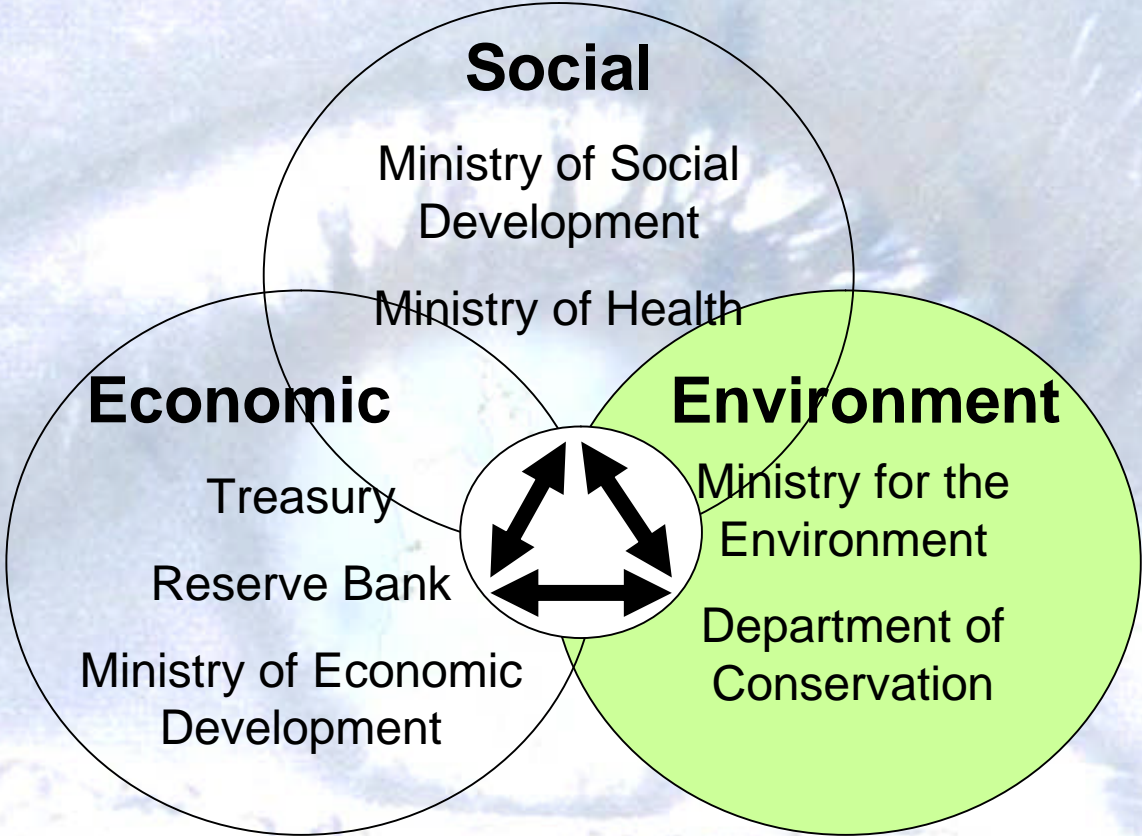 Social
Ministry of Social
Development
Ministry of Health
Economic
Treasury
Reserve Bank
Ministry of Economic
Development
Environment
Ministry for the
Environment
Department of
Conservation